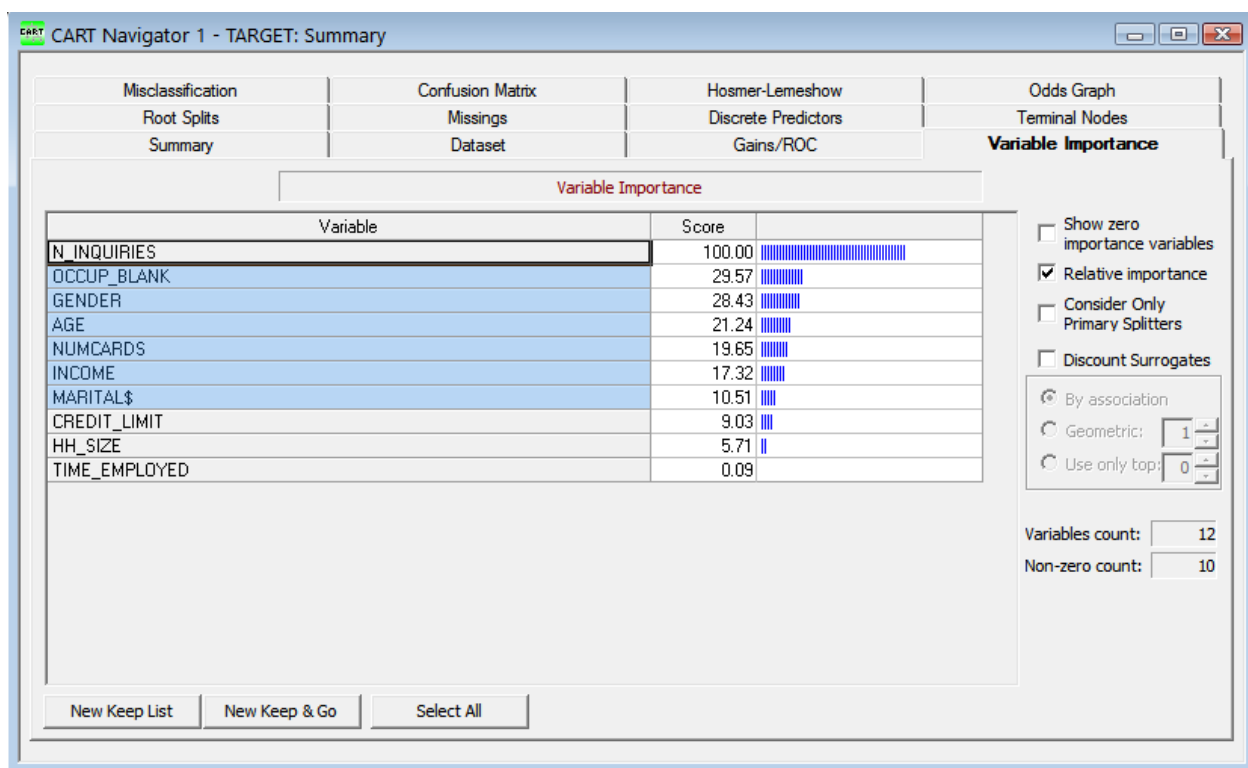 CART CART Navigator 1 - TARGET: Summary
Misclassification Confusion Matrix Hosmer-Lemeshow Odds Graph
Root Splits Missings Discrete Predictors Terminal Nodes
Summary Dataset Gains/ROC Variable Importance
Variable Importance
Variable Score
N_INQUIRIES 100.00
OCCUP_BLANK 29.57
GENDER 28.43
AGE 21.24
NUMCARDS 19.65
INCOME 17.32
MARITAL$ 10.51
CREDIT_LIMIT 9.03
HH_SIZE 5.71
TIME_EMPLOYED 0.09
Show zero
importance variables
Relative importance
Consider Only
Primary Splitters
Discount Surrogates
By association
Geometric: 1
Use only top: 0
Variables count: 12
Non-zero count: 10
New Keep List New Keep & Go Select All